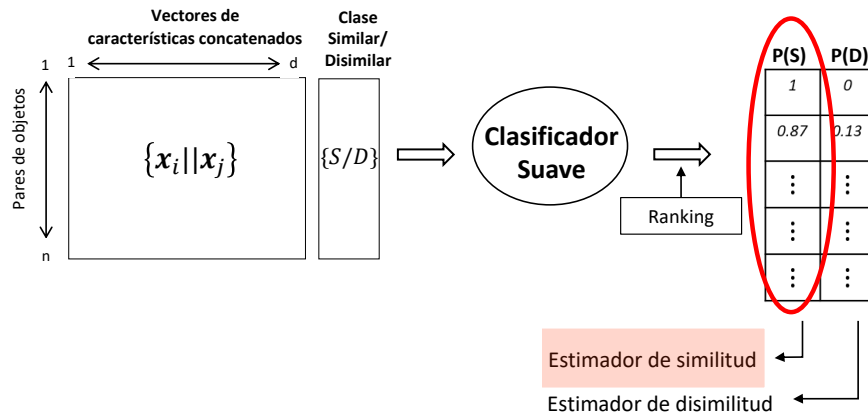 Vectores de
características concatenados
Clase
Similar/
Disimilar
1 1 d
Pares de objetos
n
{𝒙ᵢ||𝒙ⱼ}
{S/D}
Clasificador
Suave
Ranking
P(S) P(D)
1 0
0.87 0.13
⋮ ⋮
⋮ ⋮
⋮ ⋮
Estimador de similitud
Estimador de disimilitud